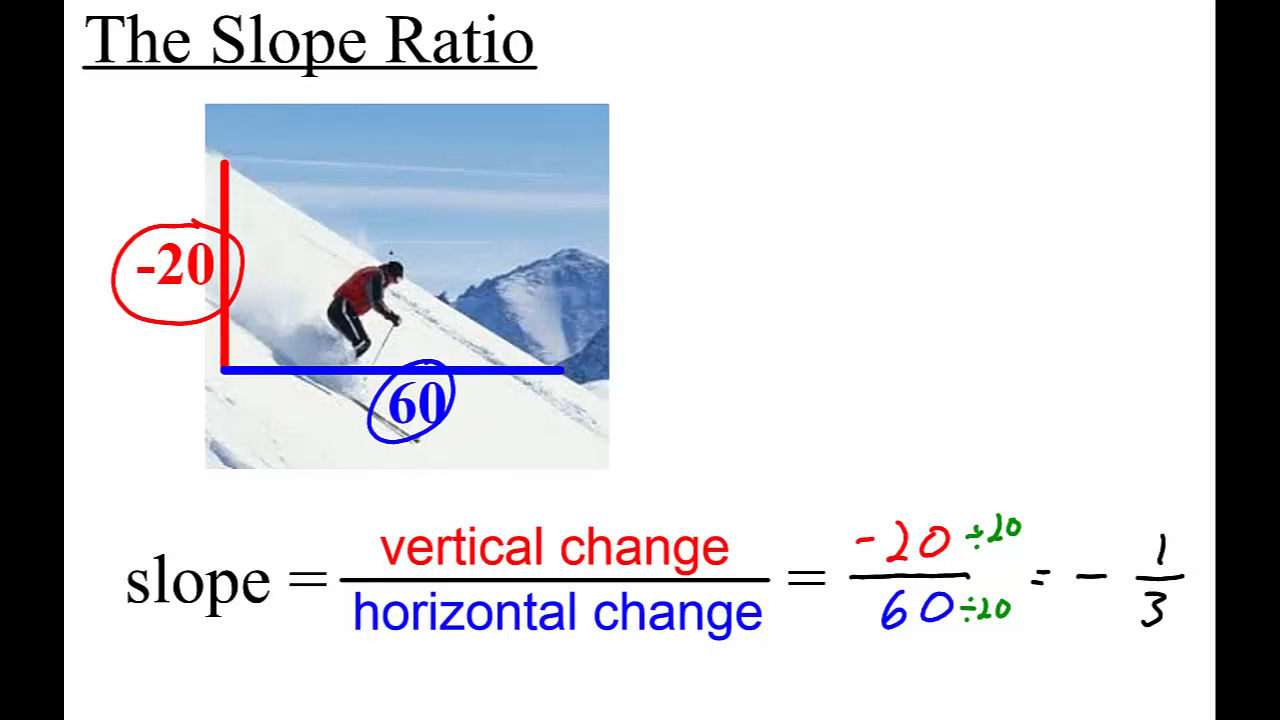 The Slope Ratio
-20
60
slope = vertical change / horizontal change = -20 ÷20 / 60 ÷20 = - 1/3